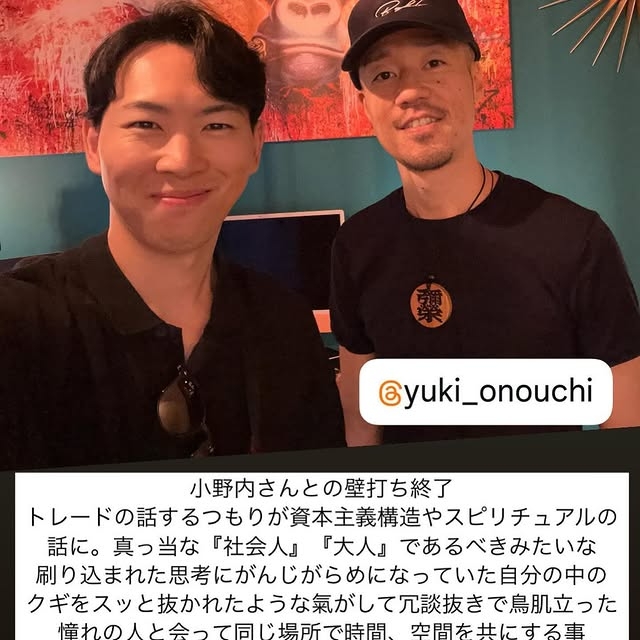 彌榮
@yuki_onouchi
小野内さんとの壁打ち終了
トレードの話するつもりが資本主義構造やスピリチュアルの
話に。真っ当な『社会人』『大人』であるべきみたいな
刷り込まれた思考にがんじがらめになっていた自分の中の
クギをスッと抜かれたような氣がして冗談抜きで鳥肌立った
憧れの人と会って同じ場所で時間、空間を共にする事